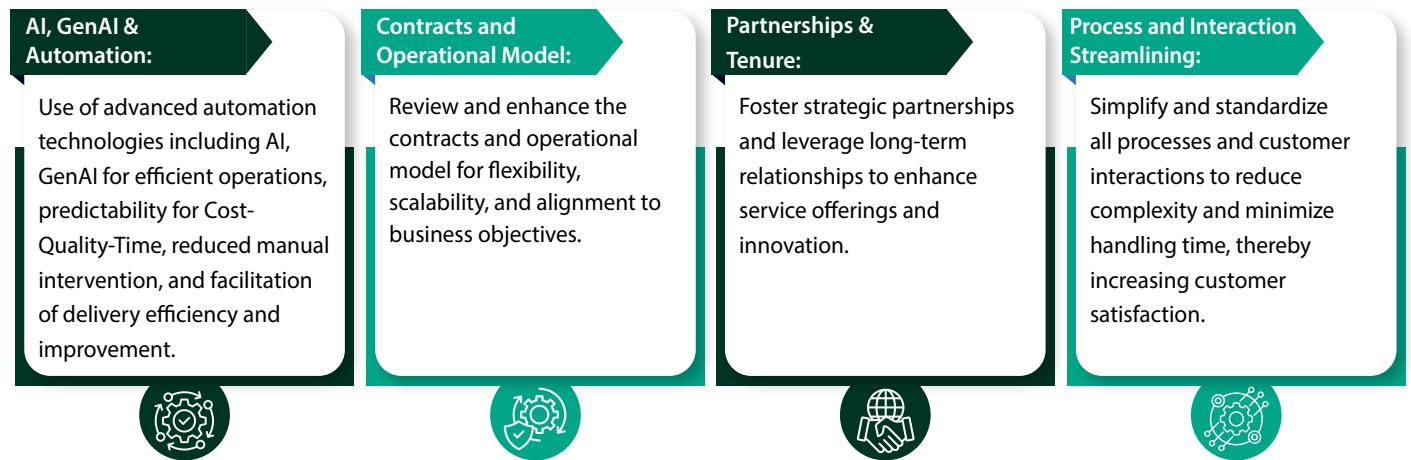 AI, GenAI &
Automation:
Use of advanced automation
technologies including AI,
GenAI for efficient operations,
predictability for Cost-
Quality-Time, reduced manual
intervention, and facilitation
of delivery efficiency and
improvement.
Contracts and
Operational Model:
Review and enhance the
contracts and operational
model for flexibility,
scalability, and alignment to
business objectives.
Partnerships &
Tenure:
Foster strategic partnerships
and leverage long-term
relationships to enhance
service offerings and
innovation.
Process and Interaction
Streamlining:
Simplify and standardize
all processes and customer
interactions to reduce
complexity and minimize
handling time, thereby
increasing customer
satisfaction.